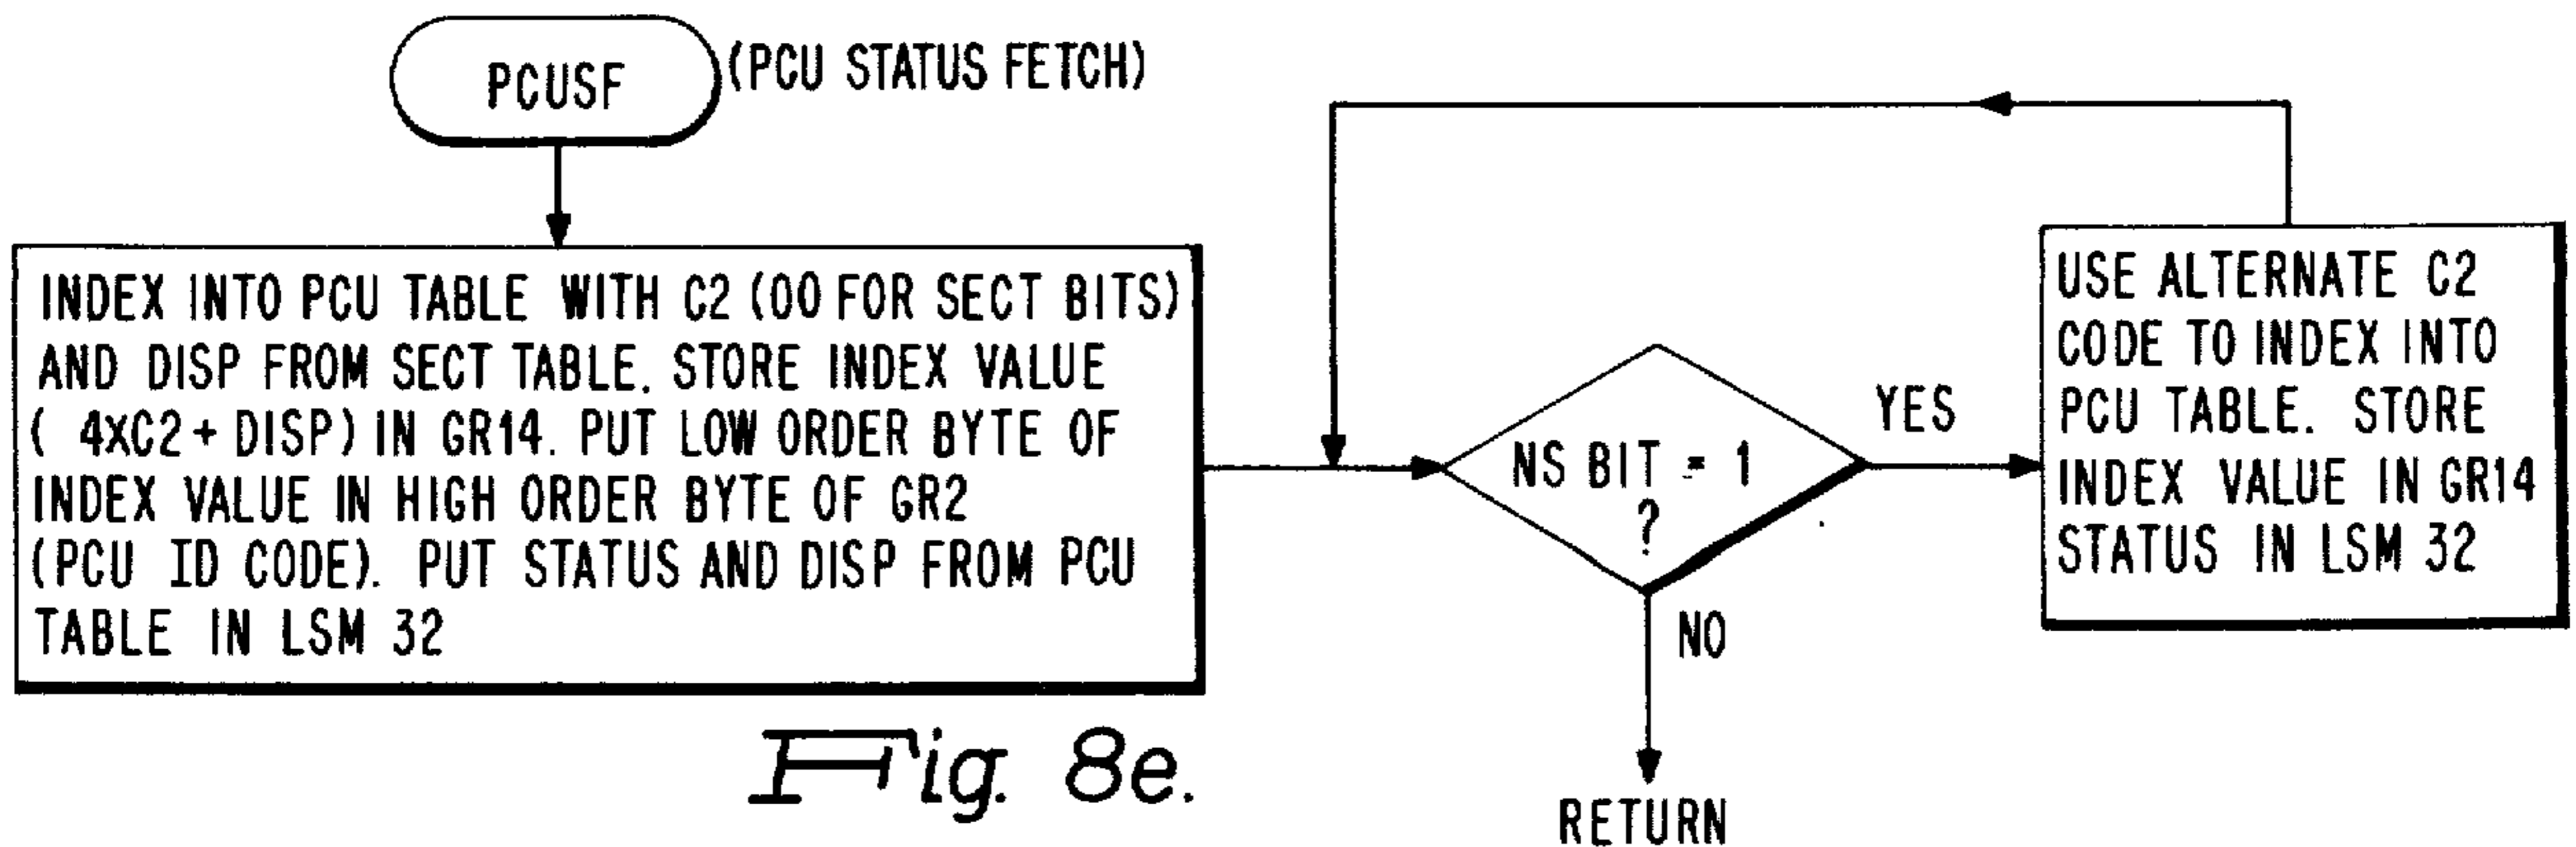 PCUSF
(PCU STATUS FETCH)
INDEX INTO PCU TABLE WITH C2 (00 FOR SECT BITS)
AND DISP FROM SECT TABLE. STORE INDEX VALUE
( 4XC2 + DISP) IN GR14. PUT LOW ORDER BYTE OF
INDEX VALUE IN HIGH ORDER BYTE OF GR2
(PCU ID CODE). PUT STATUS AND DISP FROM PCU
TABLE IN LSM 32
NS BIT = 1
?
YES
NO
RETURN
USE ALTERNATE C2
CODE TO INDEX INTO
PCU TABLE. STORE
INDEX VALUE IN GR14
STATUS IN LSM 32
Fig. 8e.